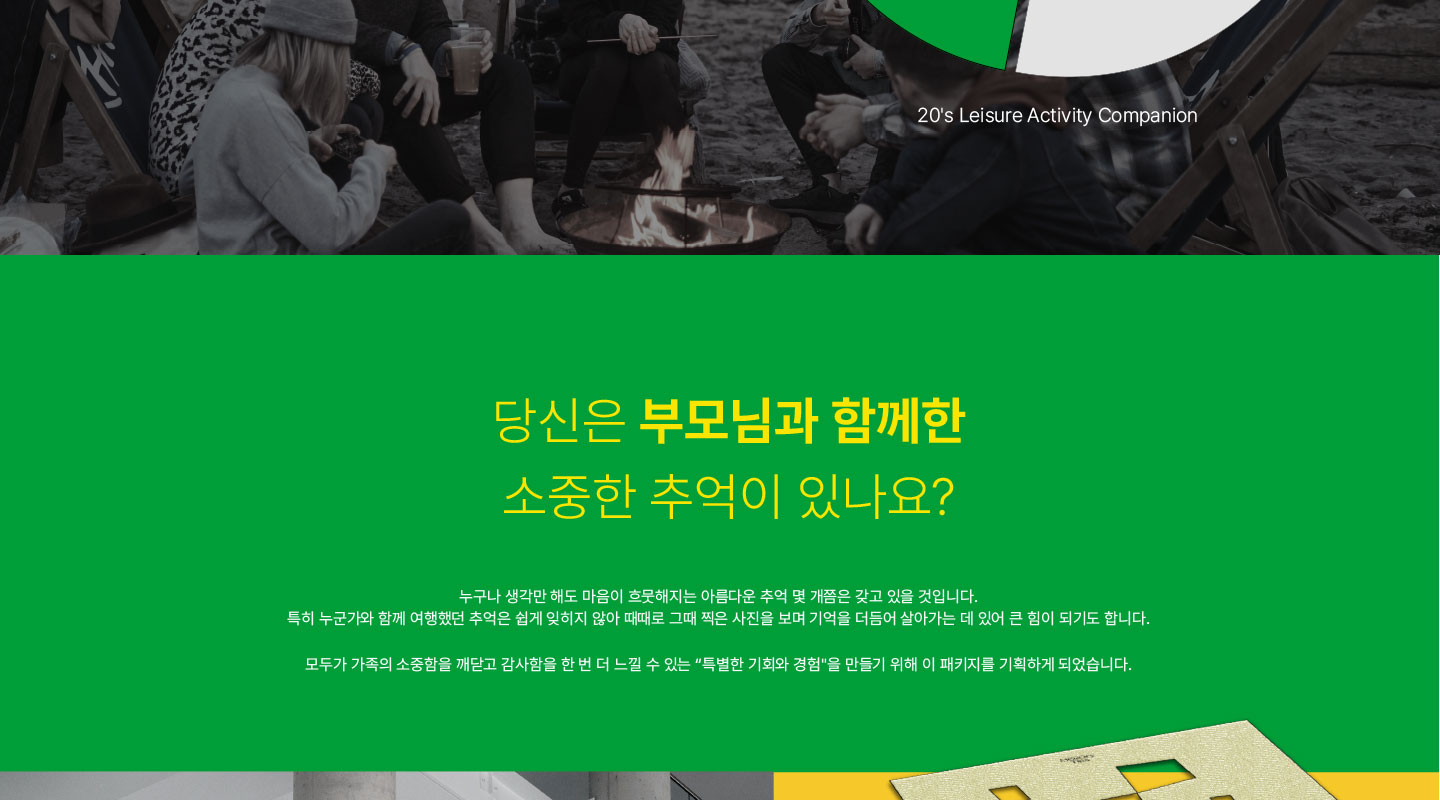 20's Leisure Activity Companion
당신은 부모님과 함께한
소중한 추억이 있나요?
누구나 생각만 해도 마음이 흐뭇해지는 아름다운 추억 몇 개쯤은 갖고 있을 것입니다.
특히 누군가와 함께 여행했던 추억은 쉽게 잊히지 않아 때때로 그때 찍은 사진을 보며 기억을 더듬어 살아가는 데 있어 큰 힘이 되기도 합니다.
모두가 가족의 소중함을 깨닫고 감사함을 한 번 더 느낄 수 있는 “특별한 기회와 경험"을 만들기 위해 이 패키지를 기획하게 되었습니다.